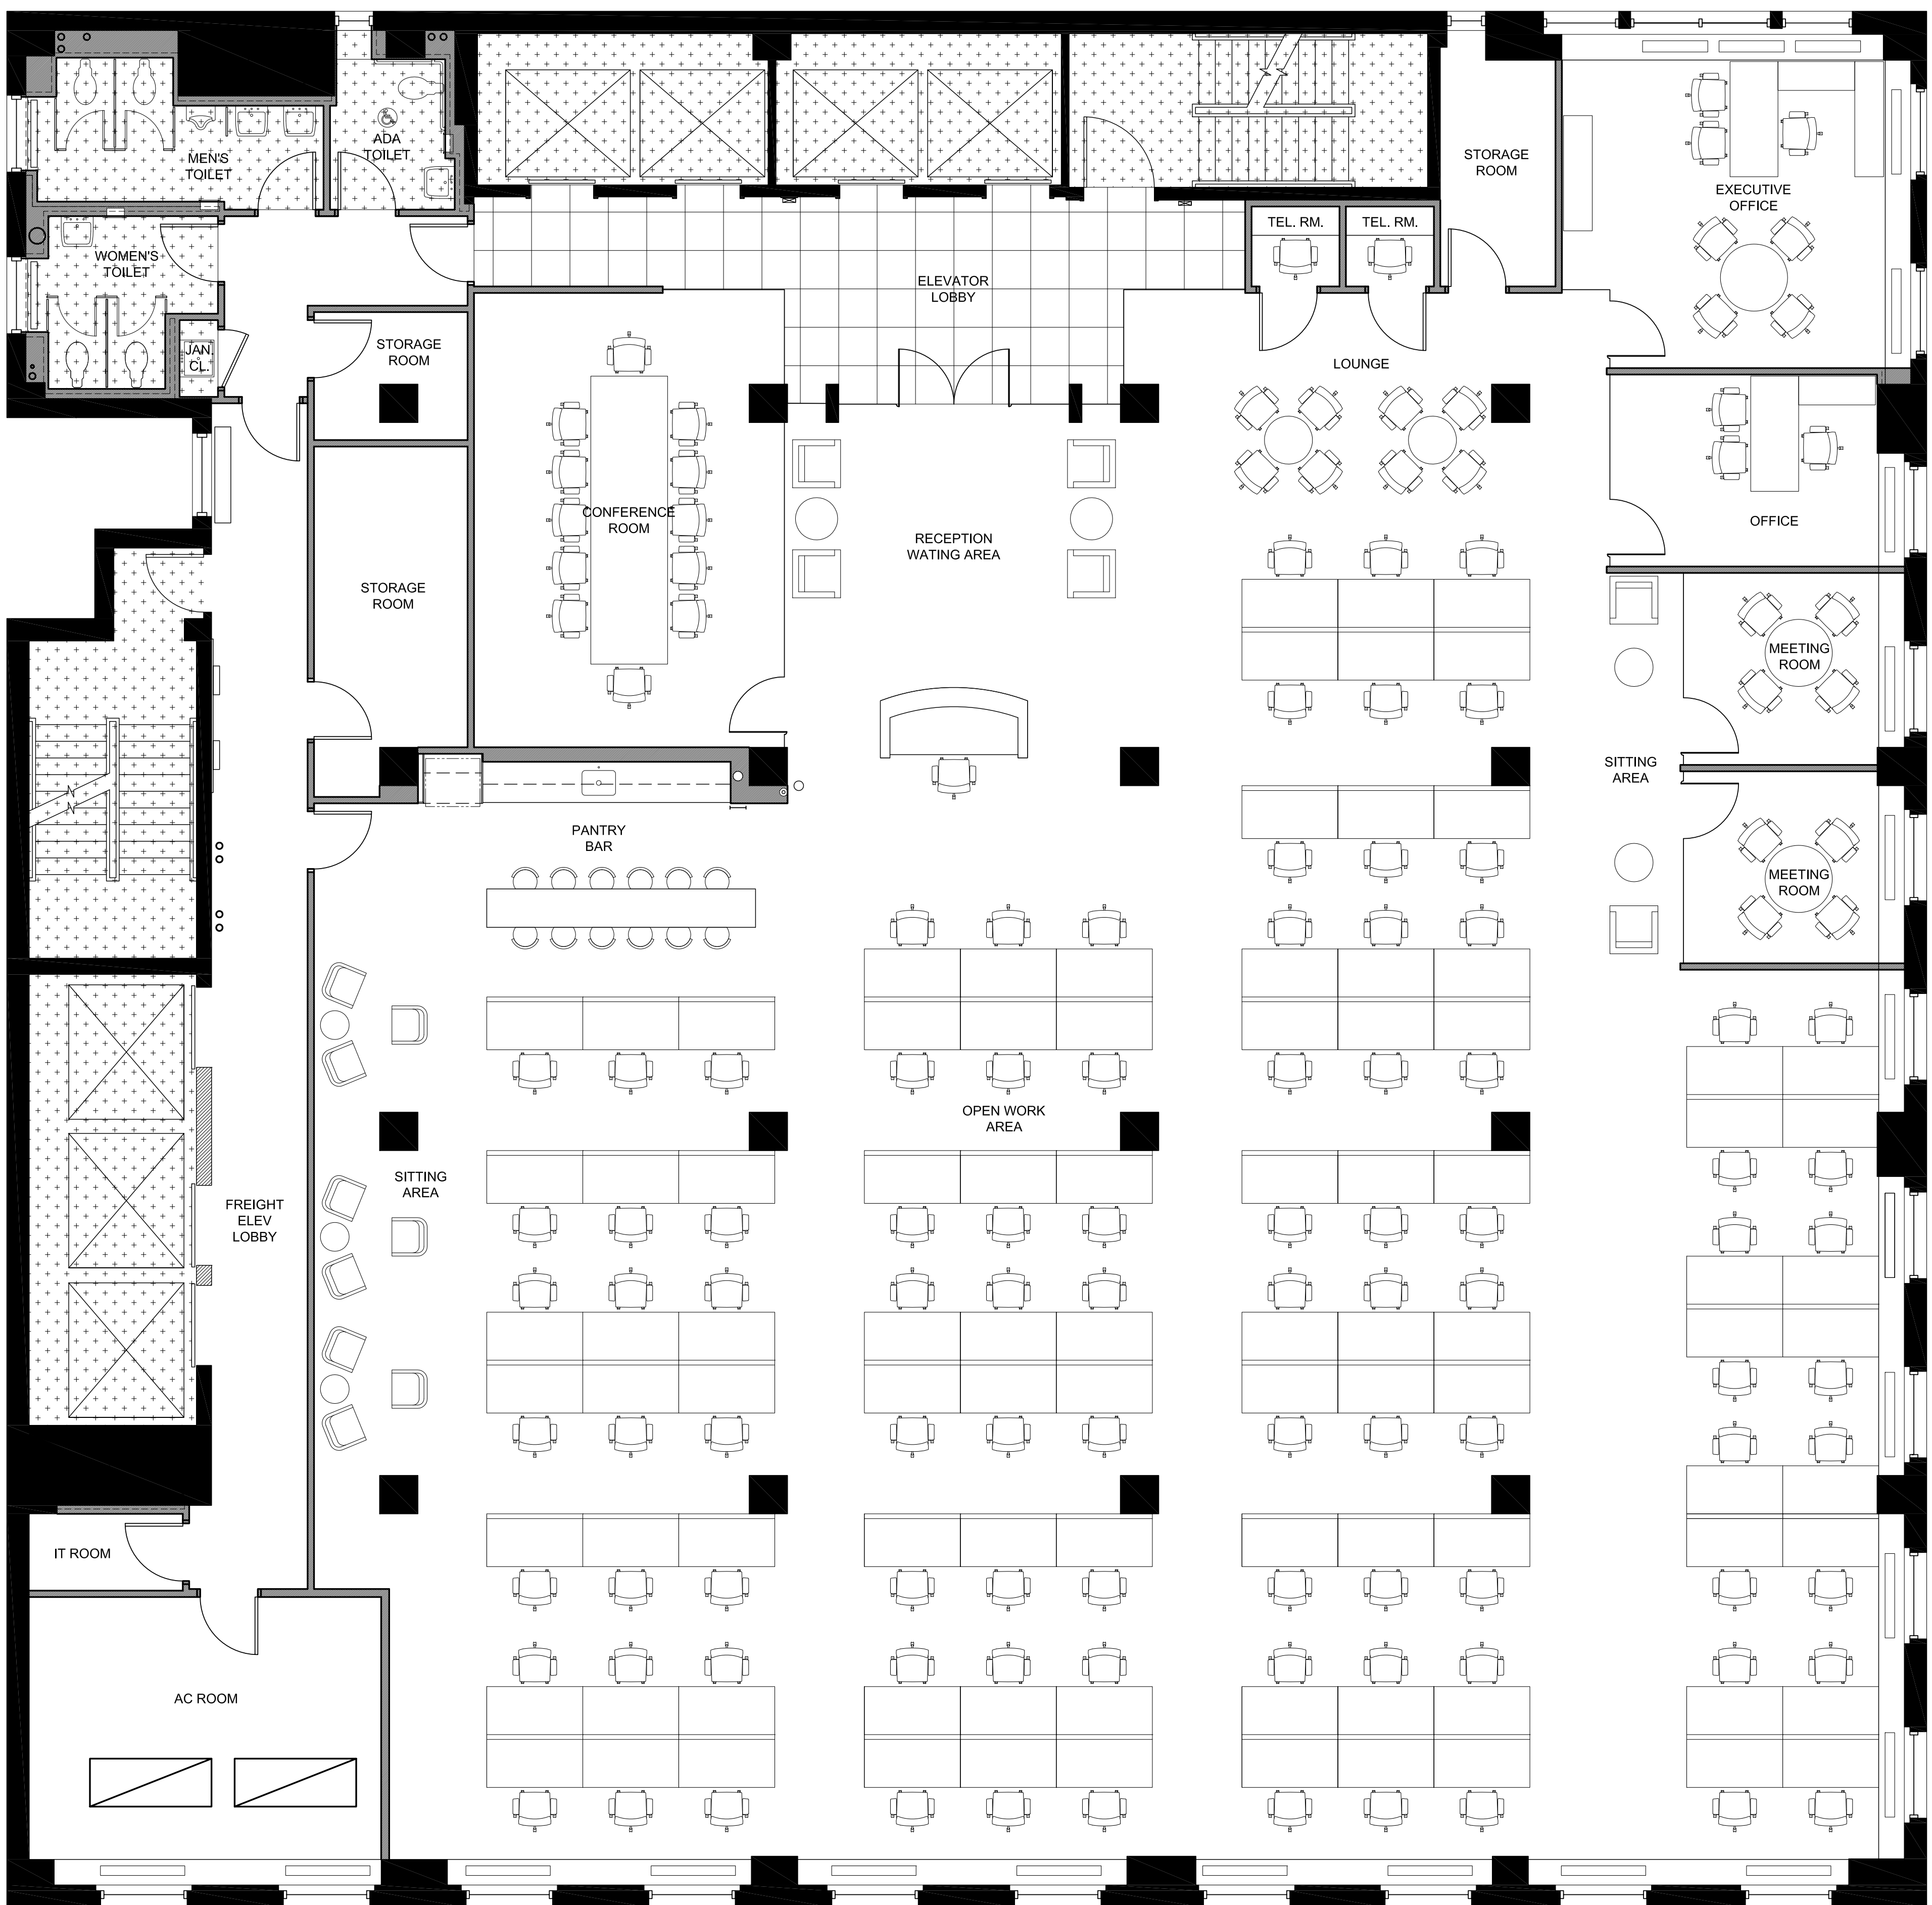 MEN'S
TOILET
ADA
TOILET
STORAGE
ROOM
EXECUTIVE
OFFICE
TEL. RM.
TEL. RM.
WOMEN'S
TOILET
ELEVATOR
LOBBY
JAN.
CL.
STORAGE
ROOM
LOUNGE
CONFERENCE
ROOM
RECEPTION
WATING AREA
OFFICE
STORAGE
ROOM
MEETING
ROOM
SITTING
AREA
PANTRY
BAR
MEETING
ROOM
OPEN WORK
AREA
SITTING
AREA
FREIGHT
ELEV
LOBBY
IT ROOM
AC ROOM